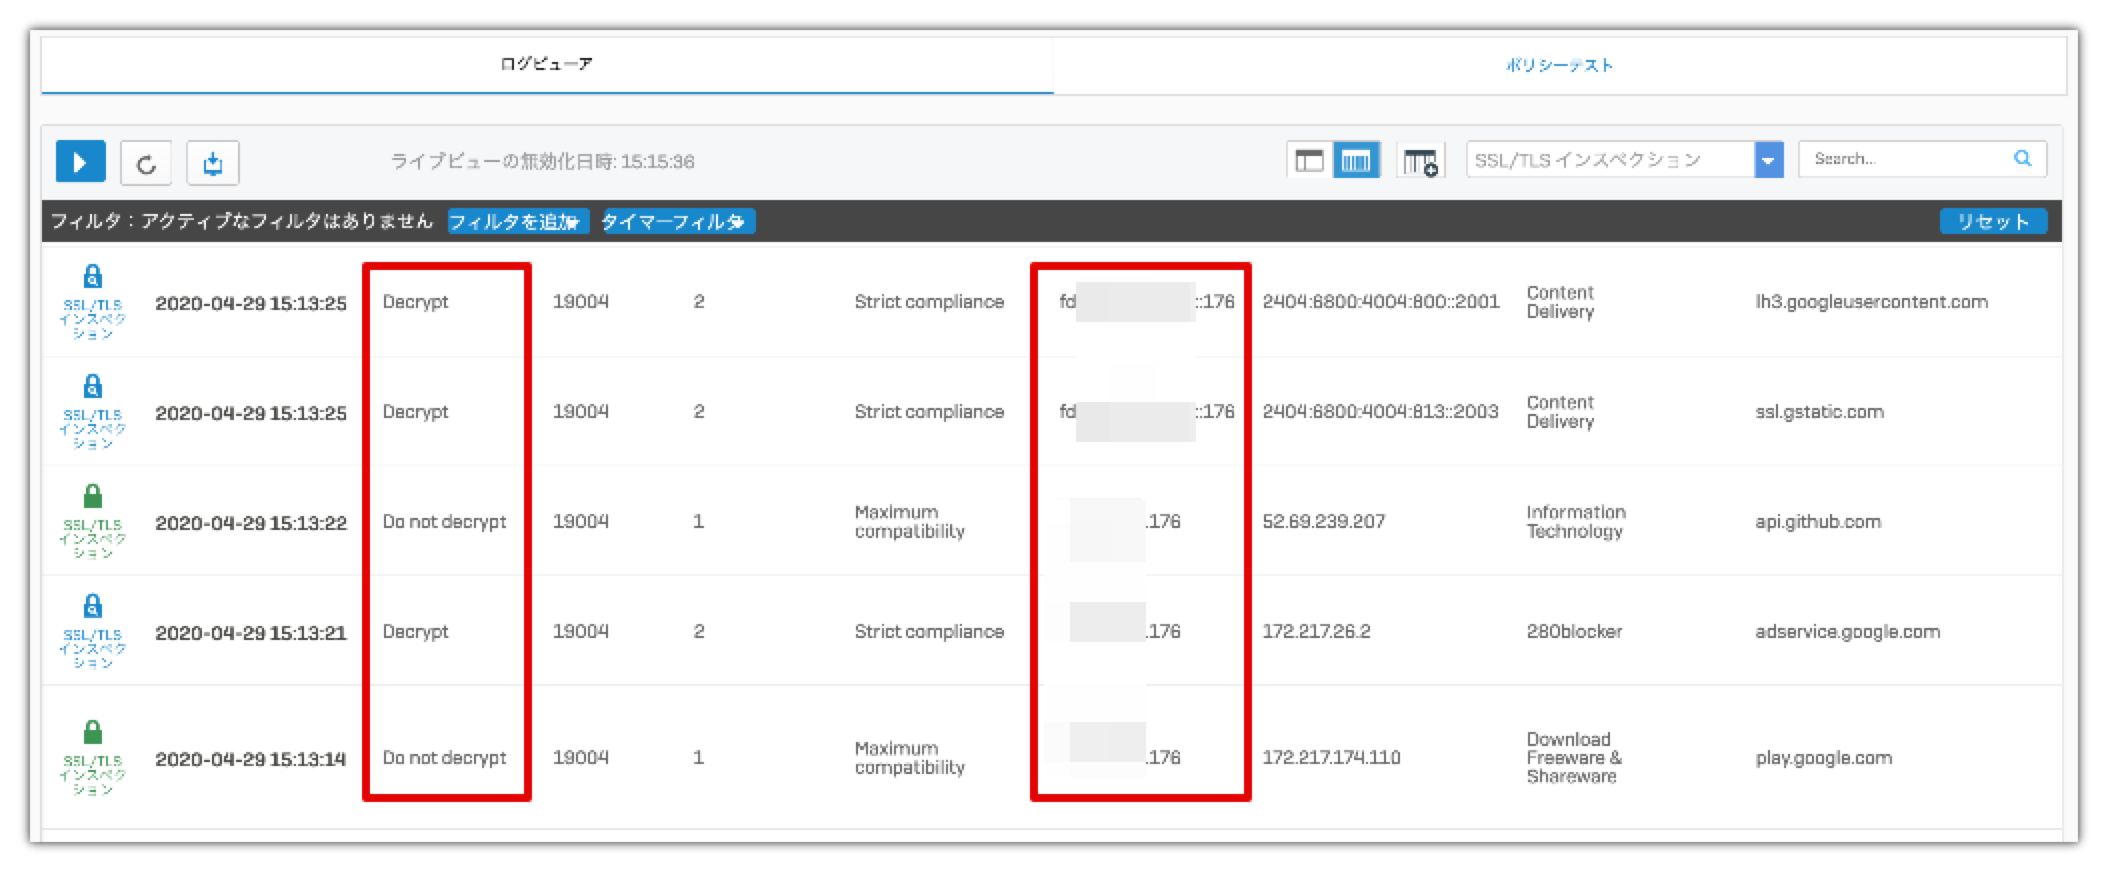 ログビューア
ポリシーテスト
ライブビューの無効化日時: 15:15:36
SSL/TLS インスペクション
Search...
フィルタ：アクティブなフィルタはありません フィルタを追加 タイマーフィルタ リセット
SSL/TLS
インスペク
ション
2020-04-29 15:13:25
Decrypt
19004
2
Strict compliance
fd
::176
2404:6800:4004:800::2001
Content
Delivery
lh3.googleusercontent.com
SSL/TLS
インスペク
ション
2020-04-29 15:13:25
Decrypt
19004
2
Strict compliance
fd
::176
2404:6800:4004:813::2003
Content
Delivery
ssl.gstatic.com
SSL/TLS
インスペク
ション
2020-04-29 15:13:22
Do not decrypt
19004
1
Maximum
compatibility
.176
52.69.239.207
Information
Technology
api.github.com
SSL/TLS
インスペク
ション
2020-04-29 15:13:21
Decrypt
19004
2
Strict compliance
.176
172.217.26.2
280blocker
adservice.google.com
SSL/TLS
インスペク
ション
2020-04-29 15:13:14
Do not decrypt
19004
1
Maximum
compatibility
.176
172.217.174.110
Download
Freeware &
Shareware
play.google.com